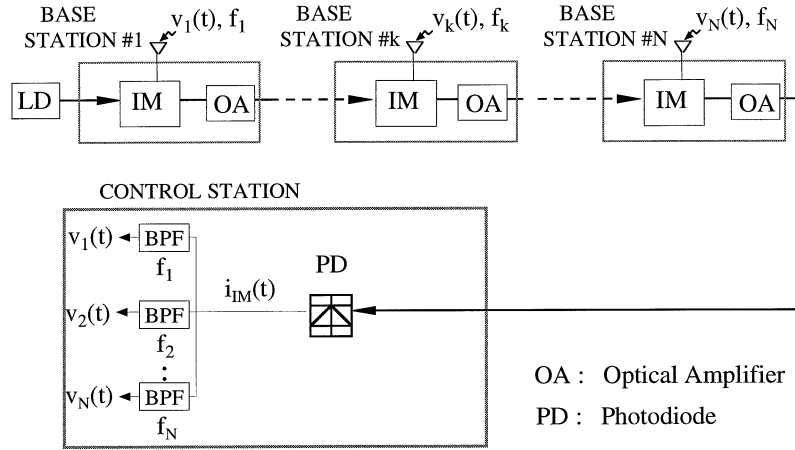 BASE STATION #1
v1(t), f1
BASE STATION #k
vk(t), fk
BASE STATION #N
vN(t), fN
LD
IM
OA
IM
OA
IM
OA
CONTROL STATION
v1(t)
BPF
f1
v2(t)
BPF
f2
vN(t)
BPF
fN
iIM(t)
PD
OA : Optical Amplifier
PD : Photodiode